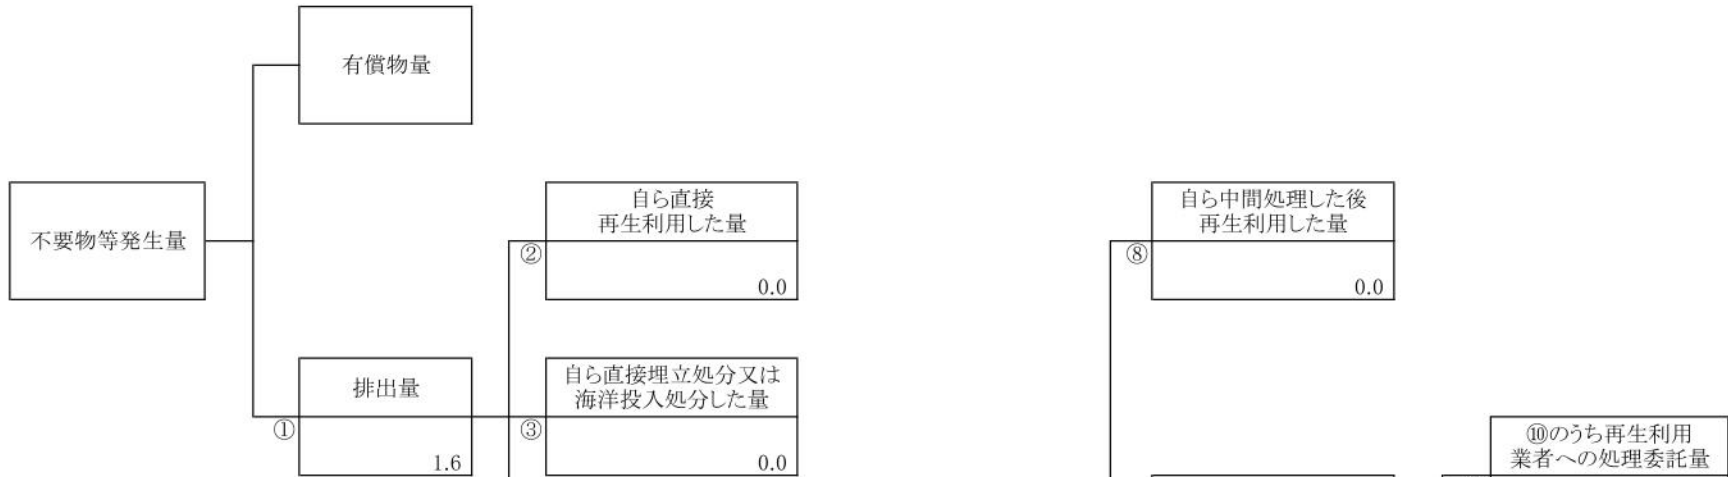 有償物量
不要物等発生量
自ら直接
再生利用した量
②
0.0
自ら中間処理した後
再生利用した量
⑧
0.0
排出量
①
1.6
自ら直接埋立処分又は
海洋投入処分した量
③
0.0
⑩のうち再生利用
業者への処理委託量